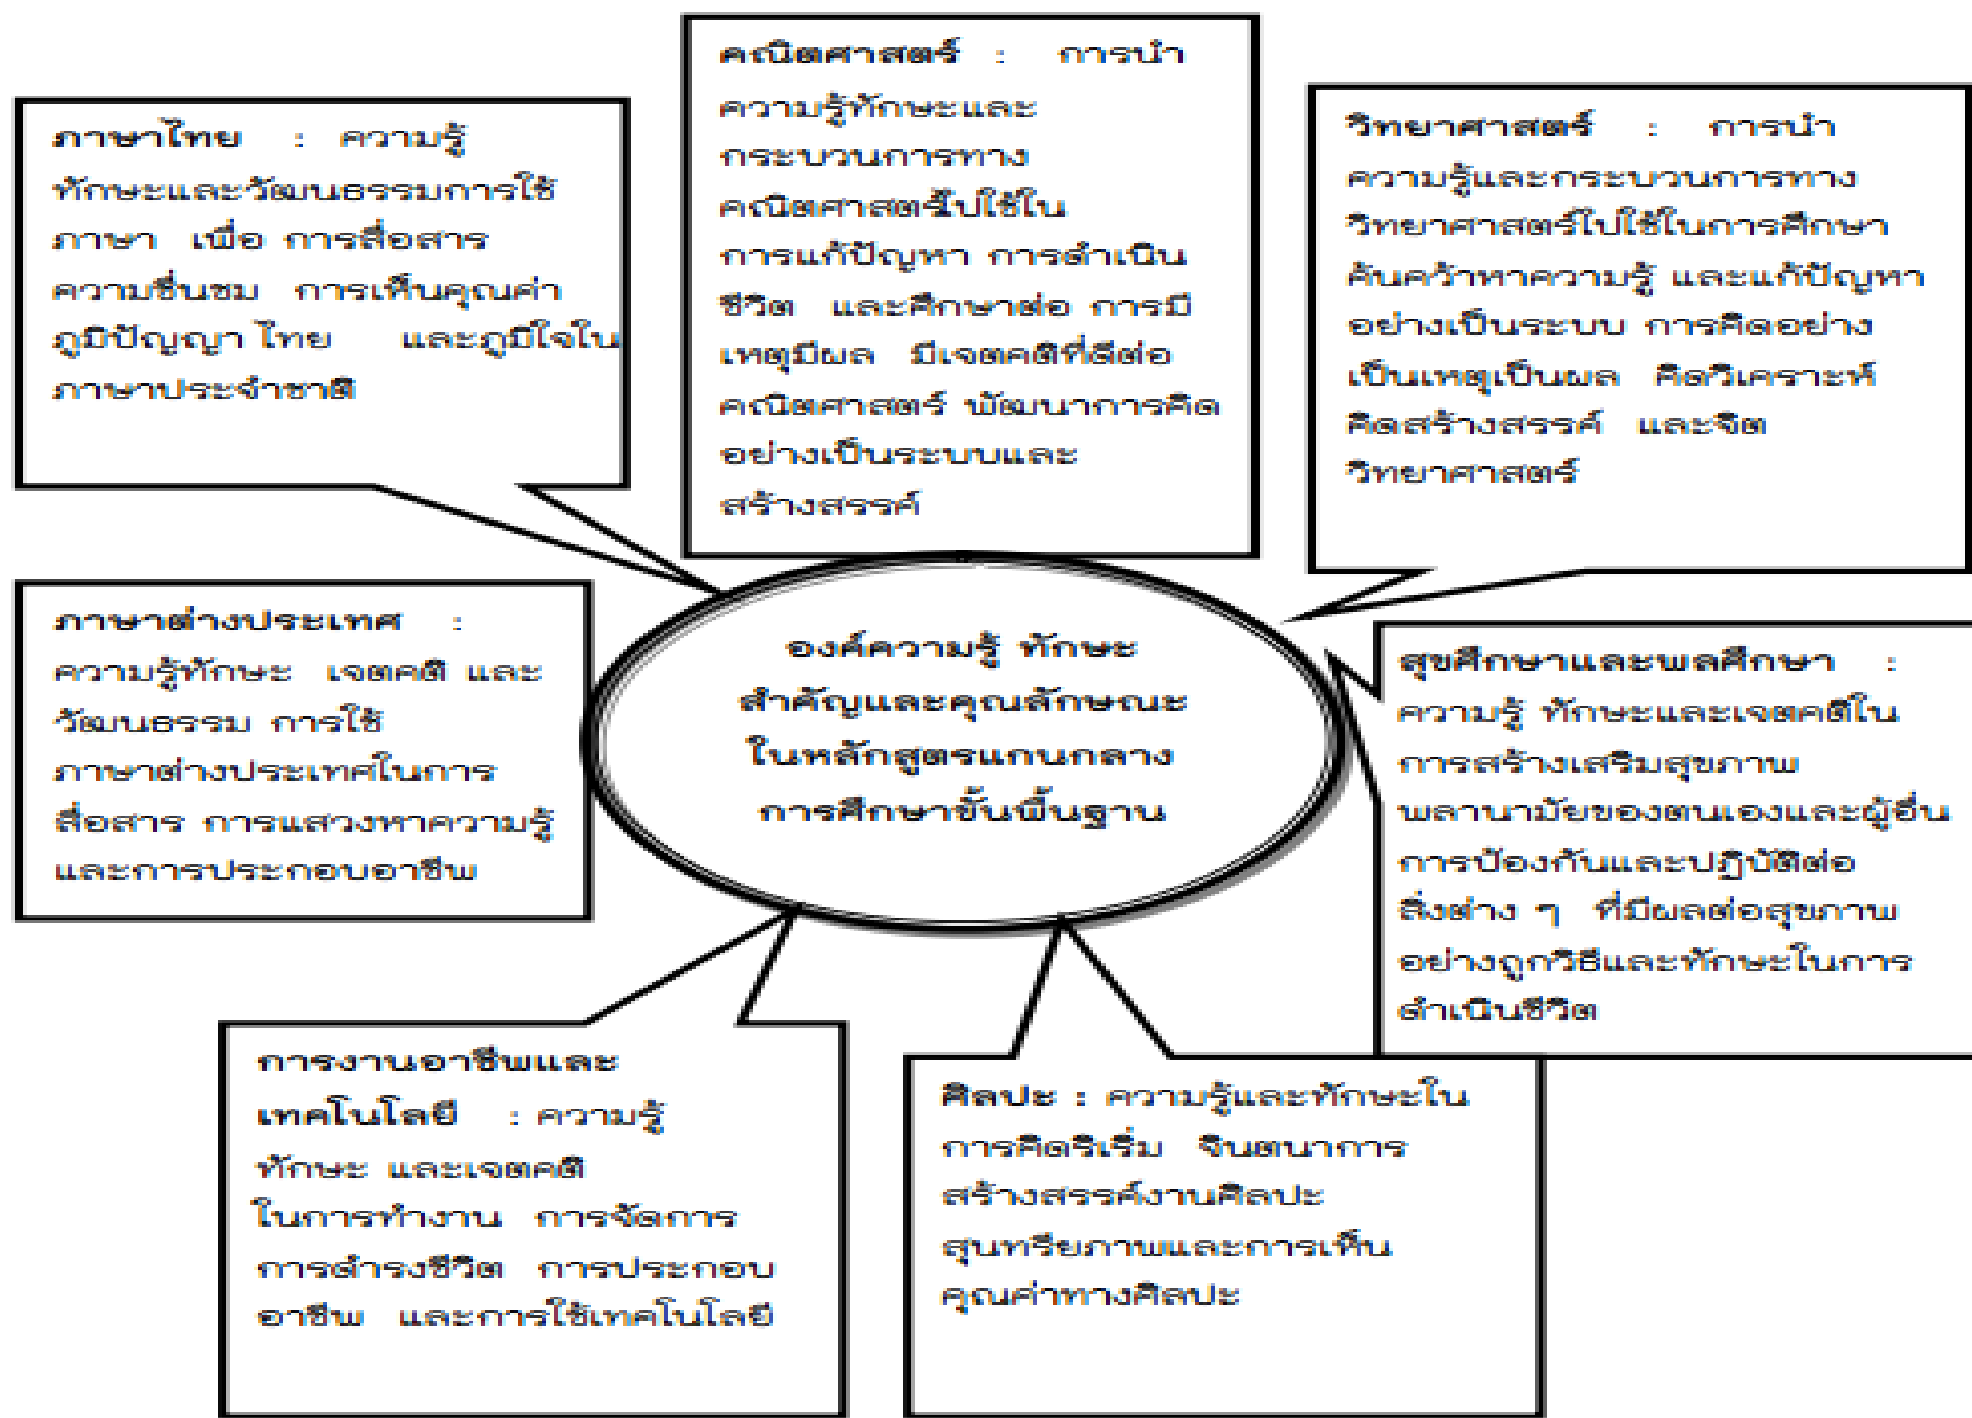 คณิตศาสตร์ : การนำ
ความรู้ทักษะและ
กระบวนการทาง
คณิตศาสตร์ไปใช้ใน
การแก้ปัญหา การดำเนิน
ชีวิต และศึกษาต่อ การมี
เหตุมีผล มีเจตคติที่ดีต่อ
คณิตศาสตร์ พัฒนาการคิด
อย่างเป็นระบบและ
สร้างสรรค์
ภาษาไทย : ความรู้
ทักษะและวัฒนธรรมการใช้
ภาษา เพื่อ การสื่อสาร
ความชื่นชม การเห็นคุณค่า
ภูมิปัญญา ไทย และภูมิใจใน
ภาษาประจำชาติ
วิทยาศาสตร์ : การนำ
ความรู้และกระบวนการทาง
วิทยาศาสตร์ไปใช้ในการศึกษา
ค้นคว้าหาความรู้ และแก้ปัญหา
อย่างเป็นระบบ การคิดอย่าง
เป็นเหตุเป็นผล คิดวิเคราะห์
คิดสร้างสรรค์ และจิต
วิทยาศาสตร์
ภาษาต่างประเทศ :
ความรู้ทักษะ เจตคติ และ
วัฒนธรรม การใช้
ภาษาต่างประเทศในการ
สื่อสาร การแสวงหาความรู้
และการประกอบอาชีพ
องค์ความรู้ ทักษะ
สำคัญและคุณลักษณะ
ในหลักสูตรแกนกลาง
การศึกษาขั้นพื้นฐาน
สุขศึกษาและพลศึกษา :
ความรู้ ทักษะและเจตคติใน
การสร้างเสริมสุขภาพ
พลานามัยของตนเองและผู้อื่น
การป้องกันและปฏิบัติต่อ
สิ่งต่าง ๆ ที่มีผลต่อสุขภาพ
อย่างถูกวิธีและทักษะในการ
ดำเนินชีวิต
การงานอาชีพและ
เทคโนโลยี : ความรู้
ทักษะ และเจตคติ
ในการทำงาน การจัดการ
การดำรงชีวิต การประกอบ
อาชีพ และการใช้เทคโนโลยี
ศิลปะ : ความรู้และทักษะใน
การคิดริเริ่ม จินตนาการ
สร้างสรรค์งานศิลปะ
สุนทรียภาพและการเห็น
คุณค่าทางศิลปะ